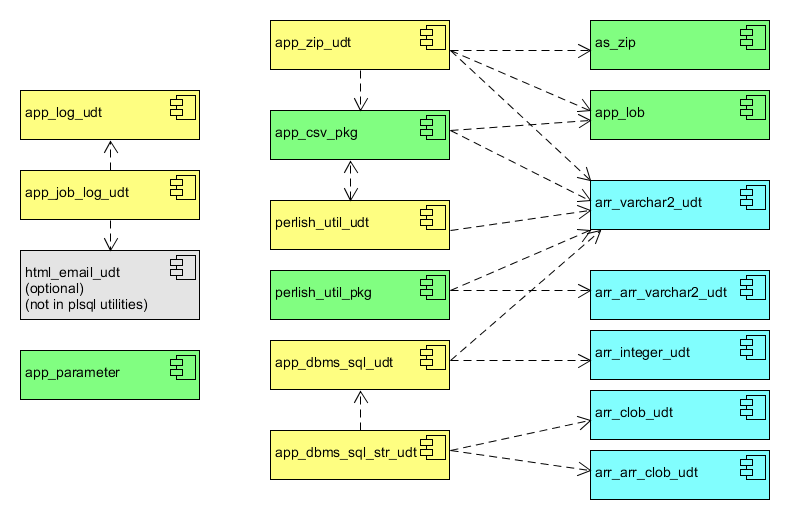 app_log_udt
app_job_log_udt
html_email_udt
(optional)
(not in plsql utilities)
app_parameter
app_zip_udt
app_csv_pkg
perlish_util_udt
perlish_util_pkg
app_dbms_sql_udt
app_dbms_sql_str_udt
as_zip
app_lob
arr_varchar2_udt
arr_arr_varchar2_udt
arr_integer_udt
arr_clob_udt
arr_arr_clob_udt